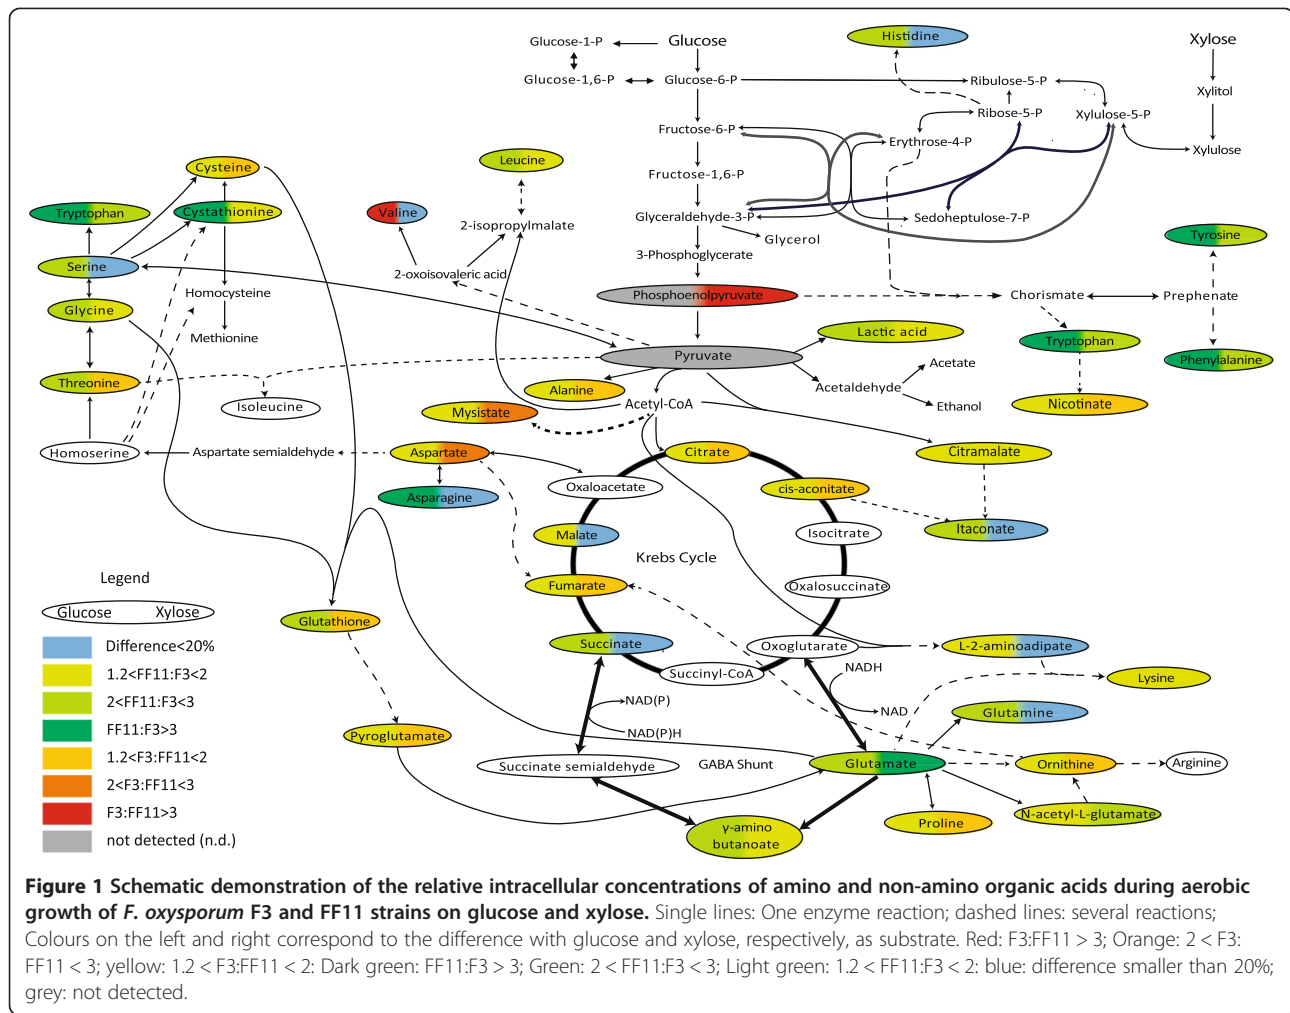 Glucose-1-P
Glucose
Histidine
Xylose
Glucose-1,6-P
Glucose-6-P
Ribulose-5-P
Xylitol
Ribose-5-P
Xylulose-5-P
Fructose-6-P
Erythrose-4-P
Xylulose
Cysteine
Leucine
Fructose-1,6-P
Tryptophan
Cystathionine
Valine
2-isopropylmalate
Glyceraldehyde-3-P
Sedoheptulose-7-P
Glycerol
Tyrosine
3-Phosphoglycerate
Serine
2-oxoisovaleric acid
Homocysteine
Phosphoenolpyruvate
Chorismate
Prephenate
Glycine
Methionine
Lactic acid
Tryptophan
Pyruvate
Phenylalanine
Acetate
Threonine
Alanine
Acetaldehyde
Isoleucine
Acetyl-CoA
Ethanol
Nicotinate
Mysistate
Homoserine
Aspartate semialdehyde
Aspartate
Citrate
Citramalate
Oxaloacetate
cis-aconitate
Asparagine
Itaconate
Malate
Isocitrate
Krebs Cycle
Fumarate
Oxalosuccinate
Legend
Glucose Xylose
Glutathione
Succinate
Oxoglutarate
L-2-aminoadipate
Difference<20%
1.2<FF11:F3<2
2<FF11:F3<3
FF11:F3>3
1.2<F3:FF11<2
2<F3:FF11<3
F3:FF11>3
not detected (n.d.)
Succinyl-CoA
NADH
Lysine
NAD(P)
NAD
Glutamine
Pyroglutamate
NAD(P)H
Succinate semialdehyde
GABA Shunt
Glutamate
Ornithine
Arginine
N-acetyl-L-glutamate
Proline
γ-amino
butanoate
Figure 1 Schematic demonstration of the relative intracellular concentrations of amino and non-amino organic acids during aerobic
growth of F. oxysporum F3 and FF11 strains on glucose and xylose. Single lines: One enzyme reaction; dashed lines: several reactions;
Colours on the left and right correspond to the difference with glucose and xylose, respectively, as substrate. Red: F3:FF11 > 3; Orange: 2 < F3:
FF11 < 3; yellow: 1.2 < F3:FF11 < 2: Dark green: FF11:F3 > 3; Green: 2 < FF11:F3 < 3; Light green: 1.2 < FF11:F3 < 2: blue: difference smaller than 20%;
grey: not detected.